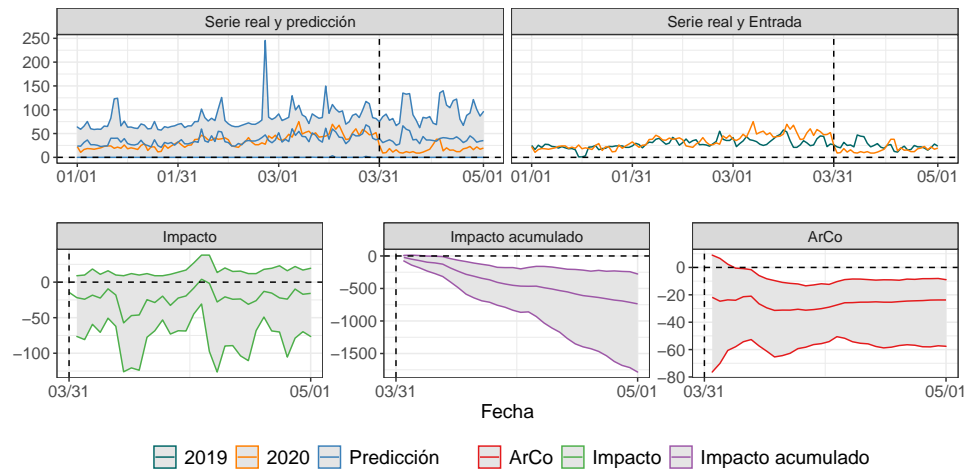 Serie real y predicción
Serie real y Entrada
250
200
150
100
50
0
01/01 01/31 03/01 03/31 05/01
01/01 01/31 03/01 03/31 05/01
Impacto
Impacto acumulado
ArCo
0
−50
−100
03/31 05/01
0
−500
−1000
−1500
03/31 05/01
0
−20
−40
−60
−80
03/31 05/01
Fecha
2019 2020 Predicción ArCo Impacto Impacto acumulado